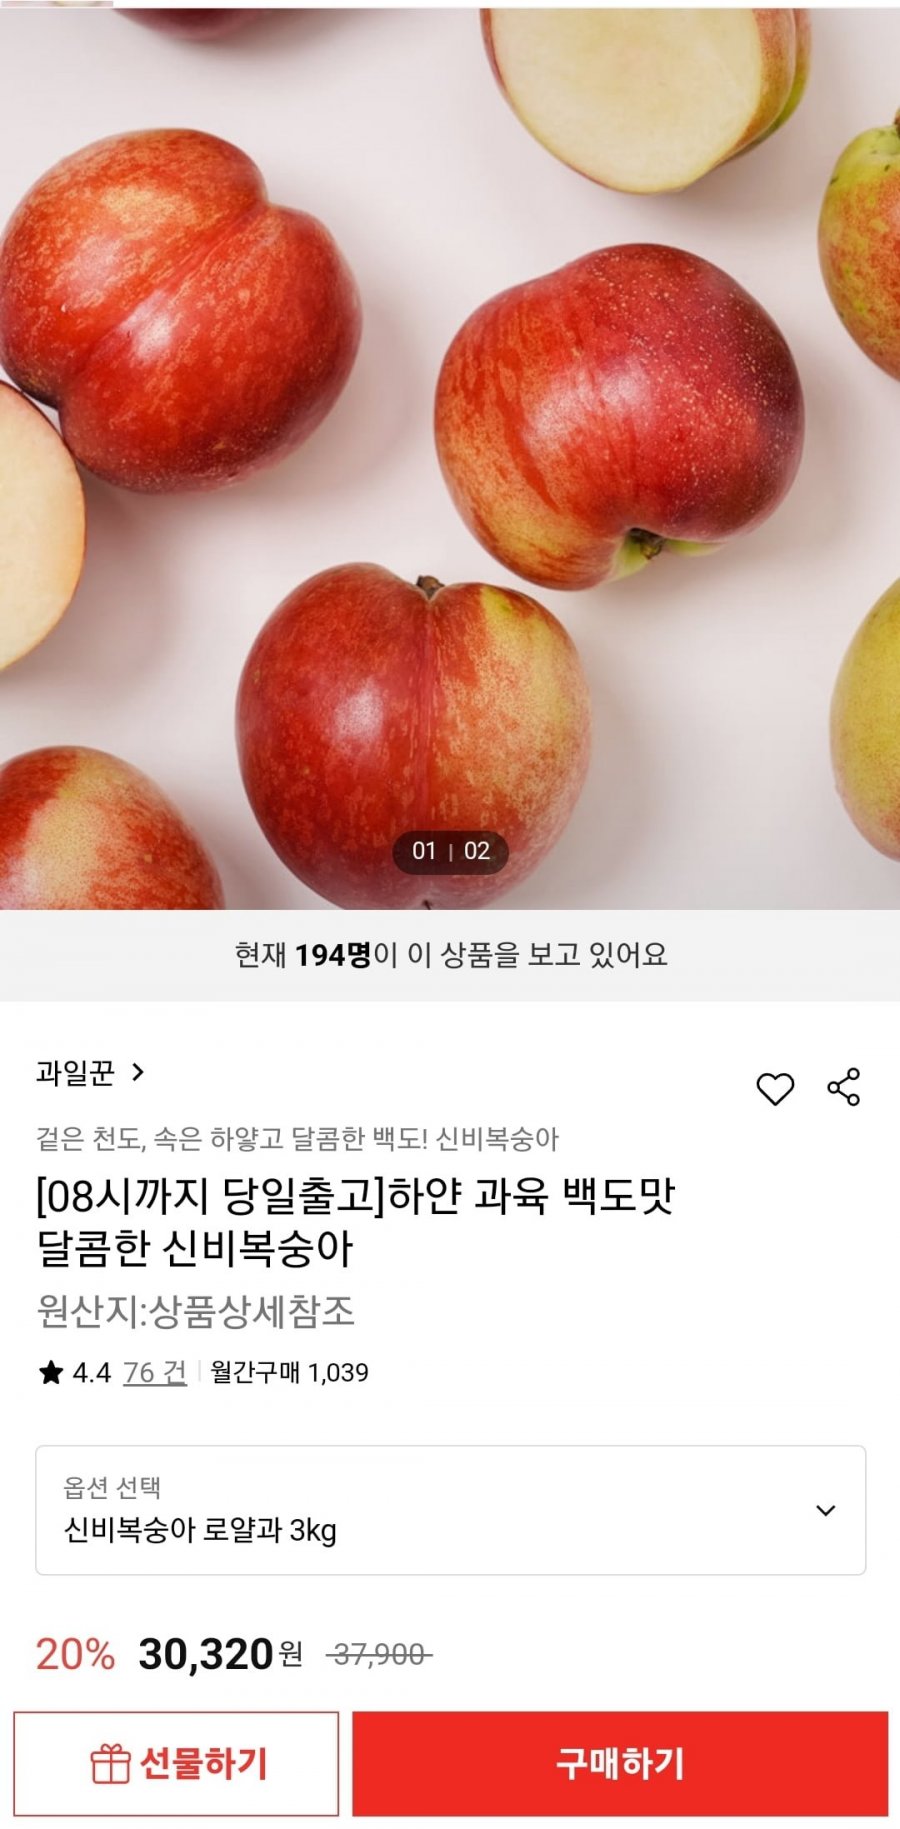 01 | 02
현재 194명이 이 상품을 보고 있어요
과일꾼
겉은 천도, 속은 하얗고 달콤한 백도! 신비복숭아
[08시까지 당일출고]하얀 과육 백도맛
달콤한 신비복숭아
원산지:상품상세참조
4.4 76 건 월간구매 1,039
옵션 선택
신비복숭아 로얄과 3kg
20% 30,320원 37,900
선물하기
구매하기